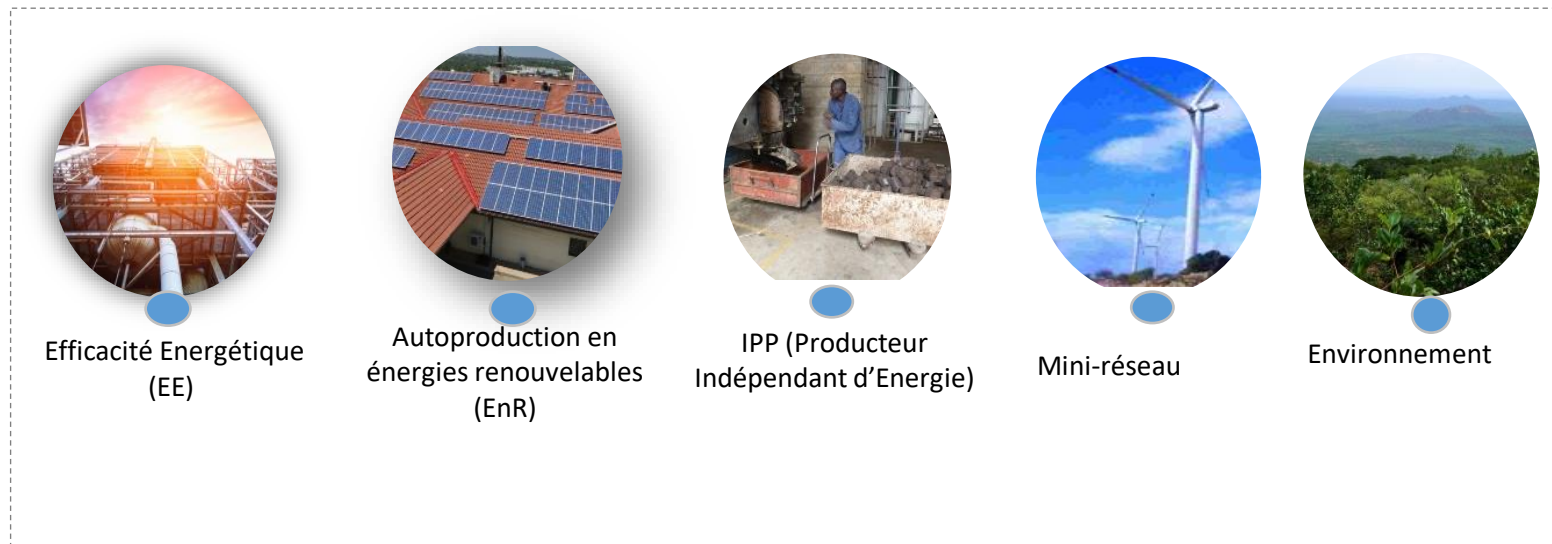 Efficacité Energétique
(EE)
Autoproduction en
énergies renouvelables
(EnR)
IPP (Producteur
Indépendant d’Energie)
Mini-réseau
Environnement